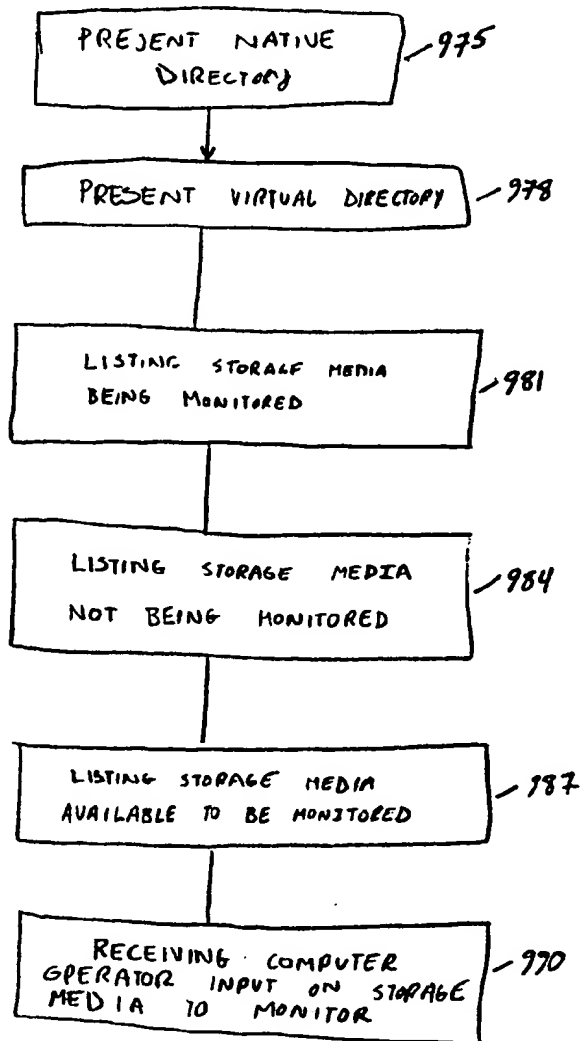 PRESENT NATIVE
DIRECTORY
975
PRESENT VIRTUAL DIRECTORY
978
LISTING STORAGE MEDIA
BEING MONITORED
981
LISTING STORAGE MEDIA
NOT BEING MONITORED
984
LISTING STORAGE MEDIA
AVAILABLE TO BE MONITORED
987
RECEIVING COMPUTER
OPERATOR INPUT ON STORAGE
MEDIA TO MONITOR
990